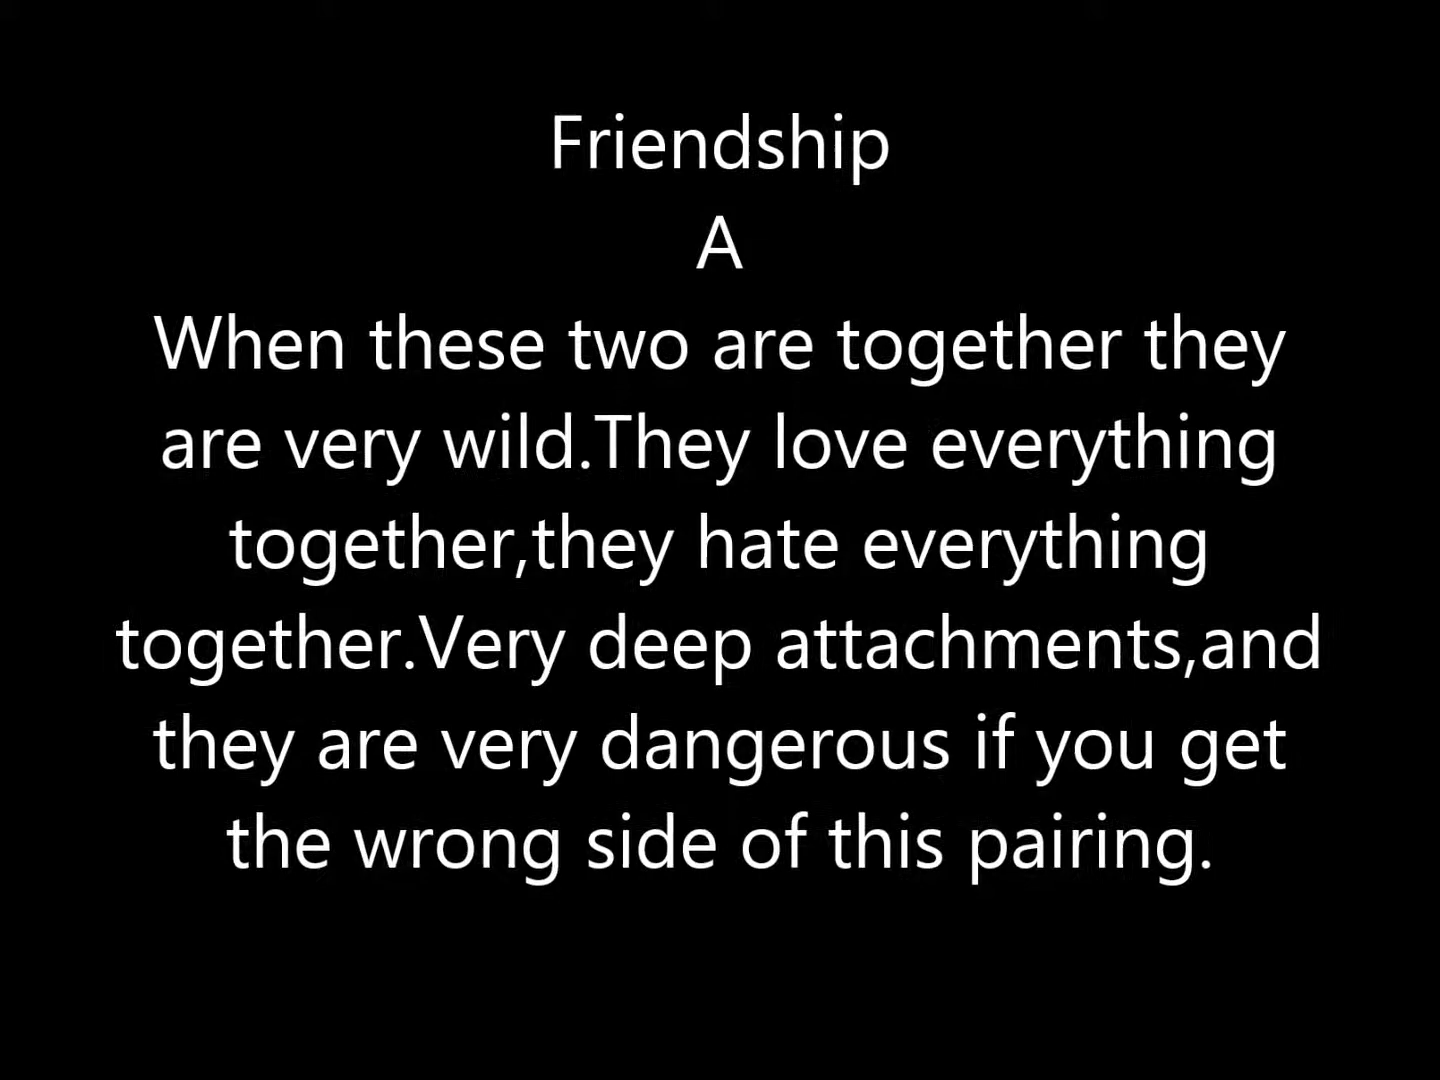 Friendship
A
When these two are together they
are very wild.They love everything
together,they hate everything
together.Very deep attachments,and
they are very dangerous if you get
the wrong side of this pairing.